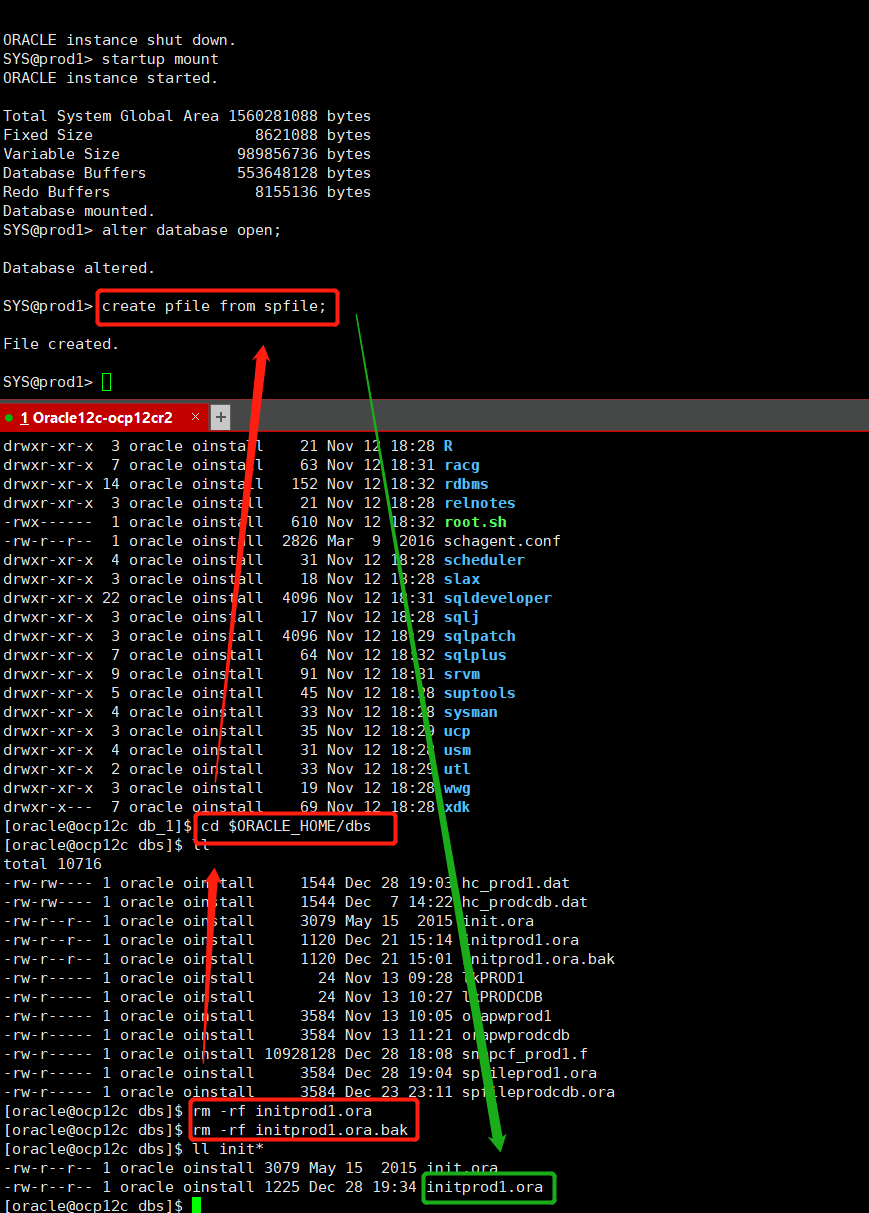 ORACLE instance shut down.
SYS@prod1> startup mount
ORACLE instance started.
Total System Global Area 1560281088 bytes
Fixed Size                  8621088 bytes
Variable Size             989856736 bytes
Database Buffers          553648128 bytes
Redo Buffers                8155136 bytes
Database mounted.
SYS@prod1> alter database open;
Database altered.
SYS@prod1> create pfile from spfile;
File created.
SYS@prod1>
1 Oracle12c-ocp12cr2 × +
drwxr-xr-x  3 oracle oinstall    21 Nov 12 18:28 R
drwxr-xr-x  7 oracle oinstall    63 Nov 12 18:31 racg
drwxr-xr-x 14 oracle oinstall   152 Nov 12 18:32 rdbms
drwxr-xr-x  3 oracle oinstall    21 Nov 12 18:28 relnotes
-rwx------  1 oracle oinstall   610 Nov 12 18:32 root.sh
-rw-r--r--  1 oracle oinstall  2826 Mar  9  2016 schagent.conf
drwxr-xr-x  4 oracle oinstall    31 Nov 12 18:28 scheduler
drwxr-xr-x  3 oracle oinstall    18 Nov 12 18:28 slax
drwxr-xr-x 22 oracle oinstall  4096 Nov 12 18:31 sqldeveloper
drwxr-xr-x  3 oracle oinstall    17 Nov 12 18:28 sqlj
drwxr-xr-x  3 oracle oinstall  4096 Nov 12 18:29 sqlpatch
drwxr-xr-x  7 oracle oinstall    64 Nov 12 18:32 sqlplus
drwxr-xr-x  9 oracle oinstall    91 Nov 12 18:31 srvm
drwxr-xr-x  5 oracle oinstall    45 Nov 12 18:28 suptools
drwxr-xr-x  4 oracle oinstall    33 Nov 12 18:28 sysman
drwxr-xr-x  3 oracle oinstall    35 Nov 12 18:29 ucp
drwxr-xr-x  4 oracle oinstall    31 Nov 12 18:28 usm
drwxr-xr-x  2 oracle oinstall    33 Nov 12 18:29 utl
drwxr-xr-x  3 oracle oinstall    19 Nov 12 18:28 wwg
drwxr-x---  7 oracle oinstall    69 Nov 12 18:28 xdk
[oracle@ocp12c db_1]$ cd $ORACLE_HOME/dbs
[oracle@ocp12c dbs]$ ll
total 10716
-rw-rw---- 1 oracle oinstall     1544 Dec 28 19:03 hc_prod1.dat
-rw-rw---- 1 oracle oinstall     1544 Dec  7 14:22 hc_prodcdb.dat
-rw-r--r-- 1 oracle oinstall     3079 May 15  2015 init.ora
-rw-r--r-- 1 oracle oinstall     1120 Dec 21 15:14 initprod1.ora
-rw-r--r-- 1 oracle oinstall     1120 Dec 21 15:01 initprod1.ora.bak
-rw-r----- 1 oracle oinstall       24 Nov 13 09:28 lkPROD1
-rw-r----- 1 oracle oinstall       24 Nov 13 10:27 lkPRODCDB
-rw-r----- 1 oracle oinstall     3584 Nov 13 10:05 orapwprod1
-rw-r----- 1 oracle oinstall     3584 Nov 13 11:21 orapwprodcdb
-rw-r----- 1 oracle oinstall 10928128 Dec 28 18:08 snapcf_prod1.f
-rw-r----- 1 oracle oinstall     3584 Dec 28 19:04 spfileprod1.ora
-rw-r----- 1 oracle oinstall     3584 Dec 23 23:11 spfileprodcdb.ora
[oracle@ocp12c dbs]$ rm -rf initprod1.ora
[oracle@ocp12c dbs]$ rm -rf initprod1.ora.bak
[oracle@ocp12c dbs]$ ll init*
-rw-r--r-- 1 oracle oinstall 3079 May 15  2015 init.ora
-rw-r--r-- 1 oracle oinstall 1225 Dec 28 19:34 initprod1.ora
[oracle@ocp12c dbs]$